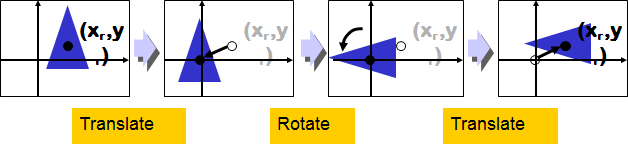 (xr,y
r)
(xr,y
r)
(xr,y
r)
(xr,y
r)
Translate
Rotate
Translate